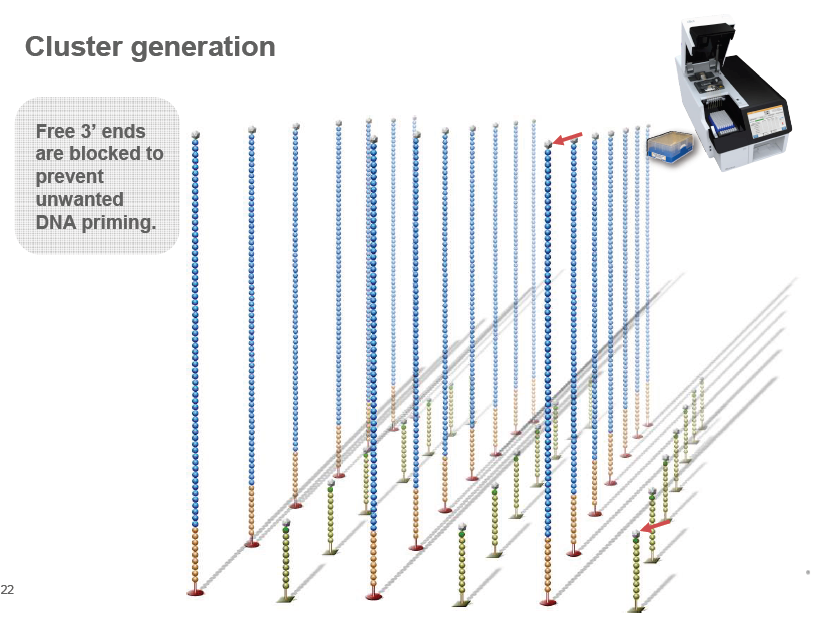 Cluster generation
Free 3’ ends
are blocked to
prevent
unwanted
DNA priming.
22